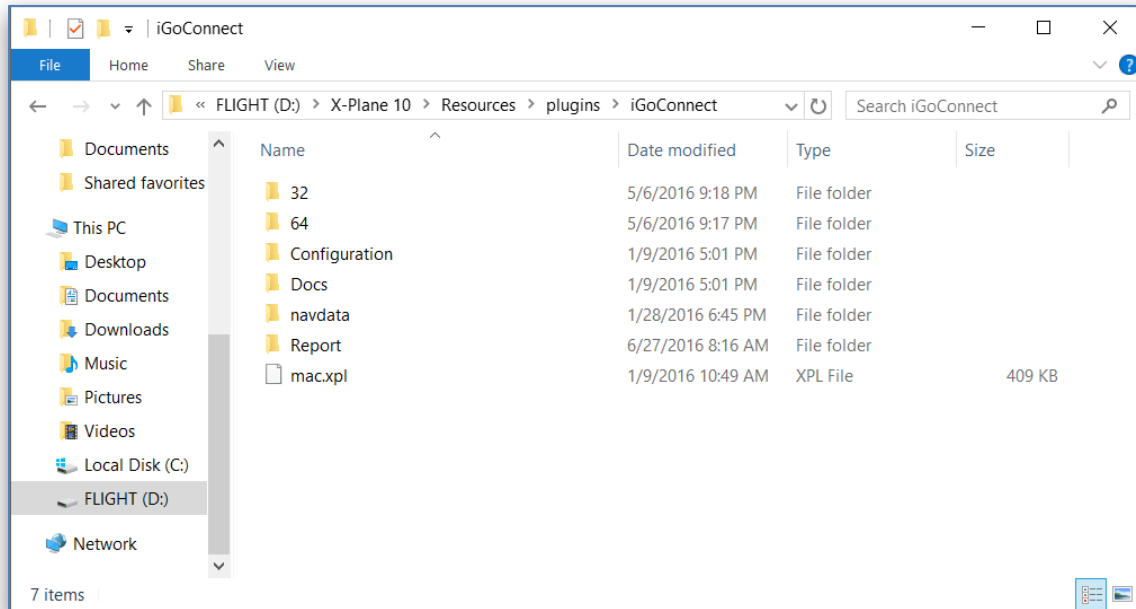 iGoConnect
File Home Share View
« FLIGHT (D:) > X-Plane 10 > Resources > plugins > iGoConnect Search iGoConnect
Documents
Shared favorites
This PC
Desktop
Documents
Downloads
Music
Pictures
Videos
Local Disk (C:)
FLIGHT (D:)
Network
Name Date modified Type Size
32 5/6/2016 9:18 PM File folder
64 5/6/2016 9:17 PM File folder
Configuration 1/9/2016 5:01 PM File folder
Docs 1/9/2016 5:01 PM File folder
navdata 1/28/2016 6:45 PM File folder
Report 6/27/2016 8:16 AM File folder
mac.xpl 1/9/2016 10:49 AM XPL File 409 KB
7 items